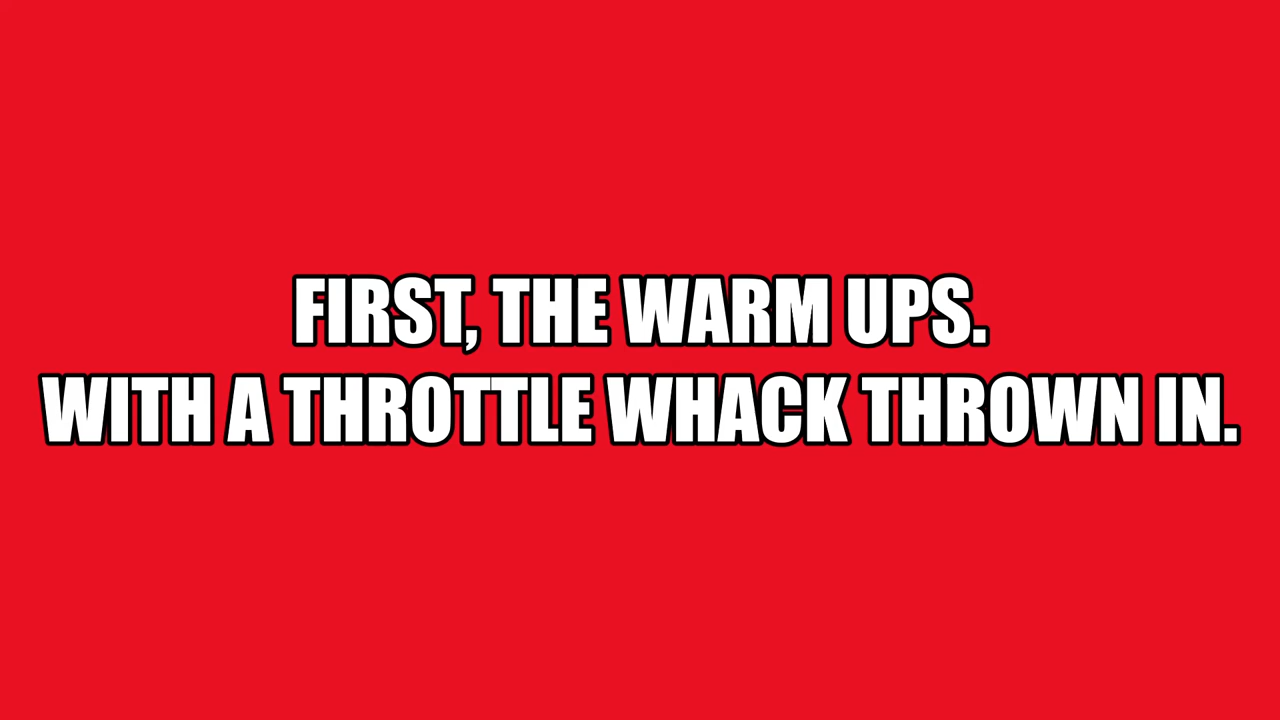 FIRST, THE WARM UPS.
WITH A THROTTLE WHACK THROWN IN.